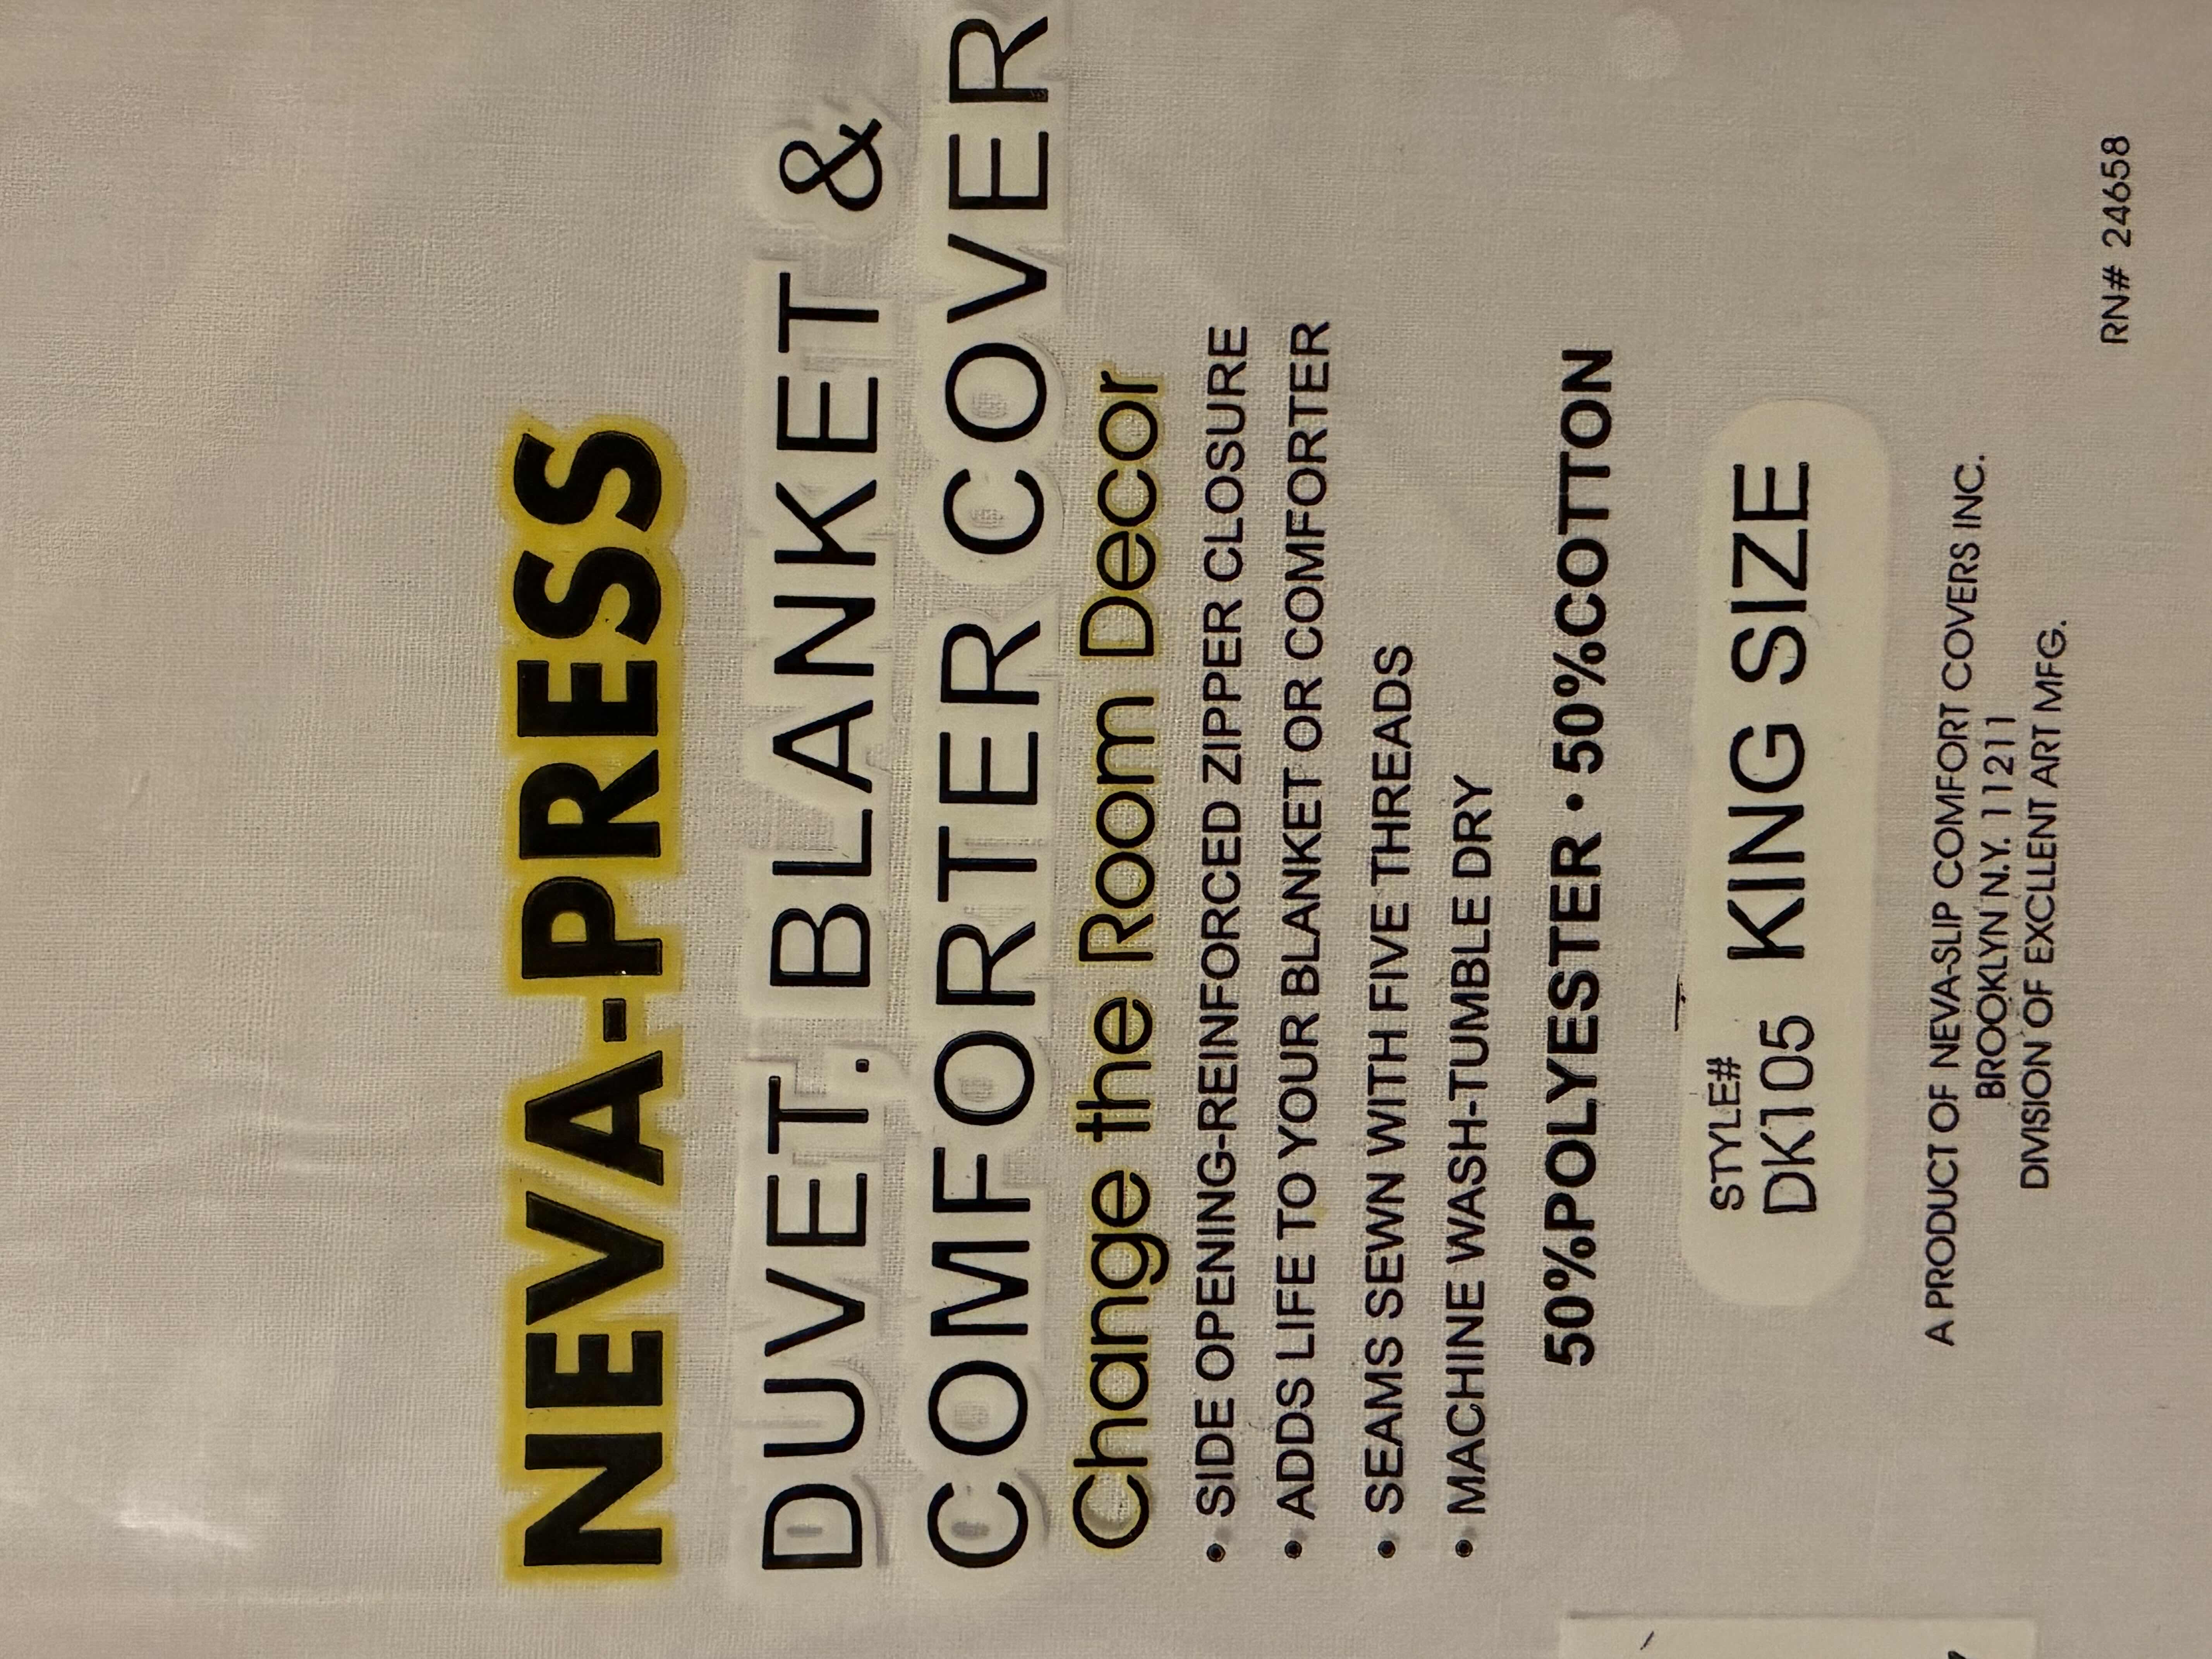 NEVA-PRESS
DUVET. BLANKET &
COMFORTER COVER
Change the Room Decor
• SIDE OPENING-REINFORCED ZIPPER CLOSURE
• ADDS LIFE TO YOUR BLANKET OR COMFORTER
• SEAMS SEWN WITH FIVE THREADS
• MACHINE WASH-TUMBLE DRY
50%POLYESTER • 50%COTTON
STYLE#
DK105 KING SIZE
A PRODUCT OF NEVA-SLIP COMFORT COVERS INC.
BROOKLYN N.Y. 11211
DIVISION OF EXCLLENT ART MFG.
RN# 24658